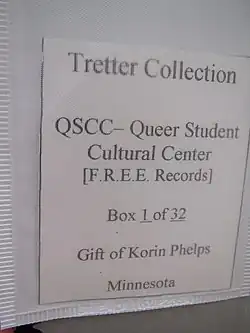 Tretter Collection
QSCC– Queer Student
Cultural Center
[F.R.E.E. Records]
Box 1 of 32
Gift of Korin Phelps
Minnesota